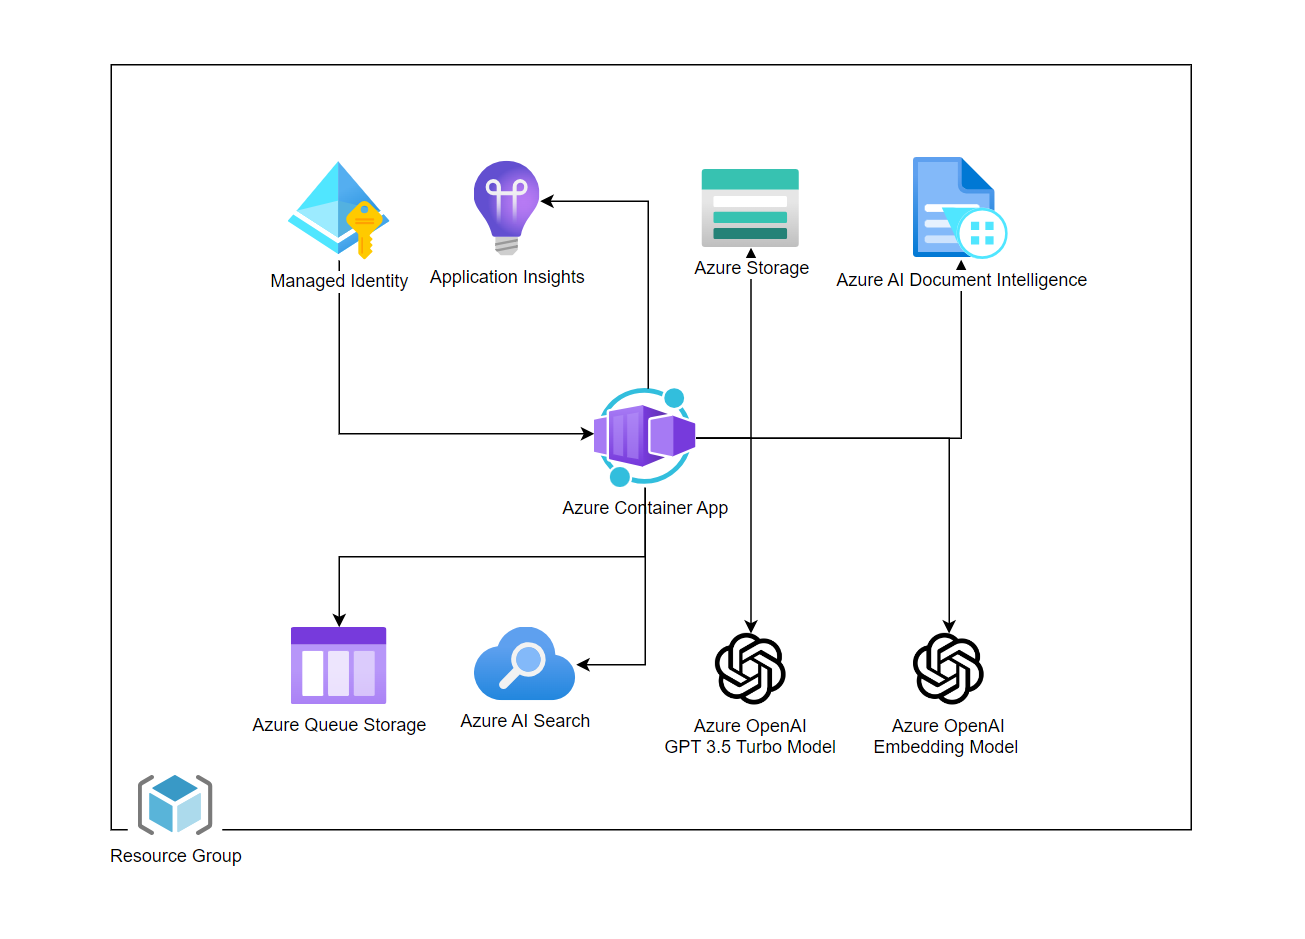 Managed Identity
Application Insights
Azure Storage
Azure AI Document Intelligence
Azure Container App
Azure Queue Storage
Azure AI Search
Azure OpenAI
GPT 3.5 Turbo Model
Azure OpenAI
Embedding Model
Resource Group